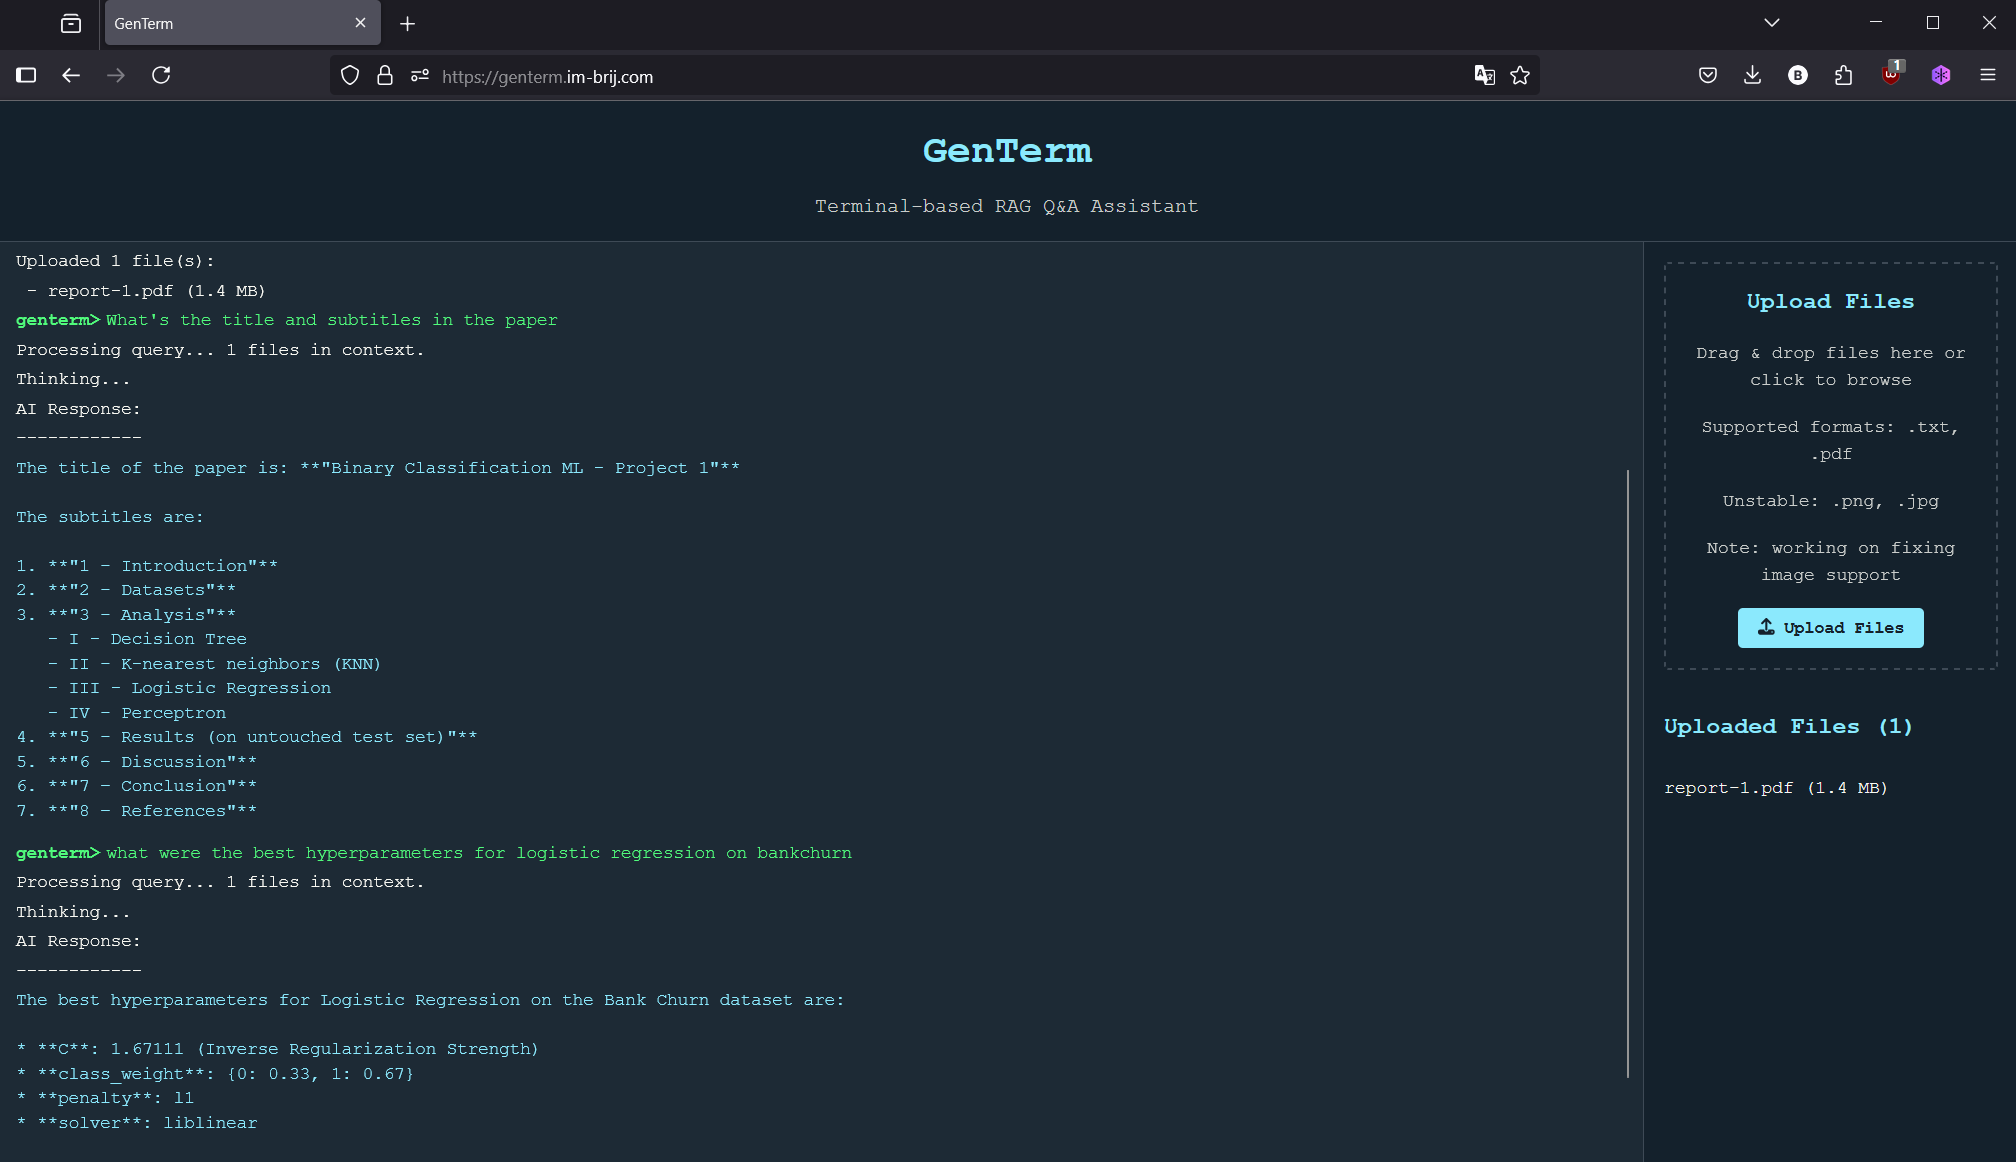 GenTerm
https://genterm.im-brij.com
B
1
GenTerm
Terminal-based RAG Q&A Assistant
Uploaded 1 file(s):
- report-1.pdf (1.4 MB)
genterm> What's the title and subtitles in the paper
Processing query... 1 files in context.
Thinking...
AI Response:
------------
The title of the paper is: **"Binary Classification ML - Project 1"**
The subtitles are:
1. **"1 - Introduction"**
2. **"2 - Datasets"**
3. **"3 - Analysis"**
- I - Decision Tree
- II - K-nearest neighbors (KNN)
- III - Logistic Regression
- IV - Perceptron
4. **"5 - Results (on untouched test set)"**
5. **"6 - Discussion"**
6. **"7 - Conclusion"**
7. **"8 - References"**
genterm> what were the best hyperparameters for logistic regression on bankchurn
Processing query... 1 files in context.
Thinking...
AI Response:
------------
The best hyperparameters for Logistic Regression on the Bank Churn dataset are:
* **C**: 1.67111 (Inverse Regularization Strength)
* **class_weight**: {0: 0.33, 1: 0.67}
* **penalty**: l1
* **solver**: liblinear
Upload Files
Drag & drop files here or
click to browse
Supported formats: .txt,
.pdf
Unstable: .png, .jpg
Note: working on fixing
image support
Upload Files
Uploaded Files (1)
report-1.pdf (1.4 MB)